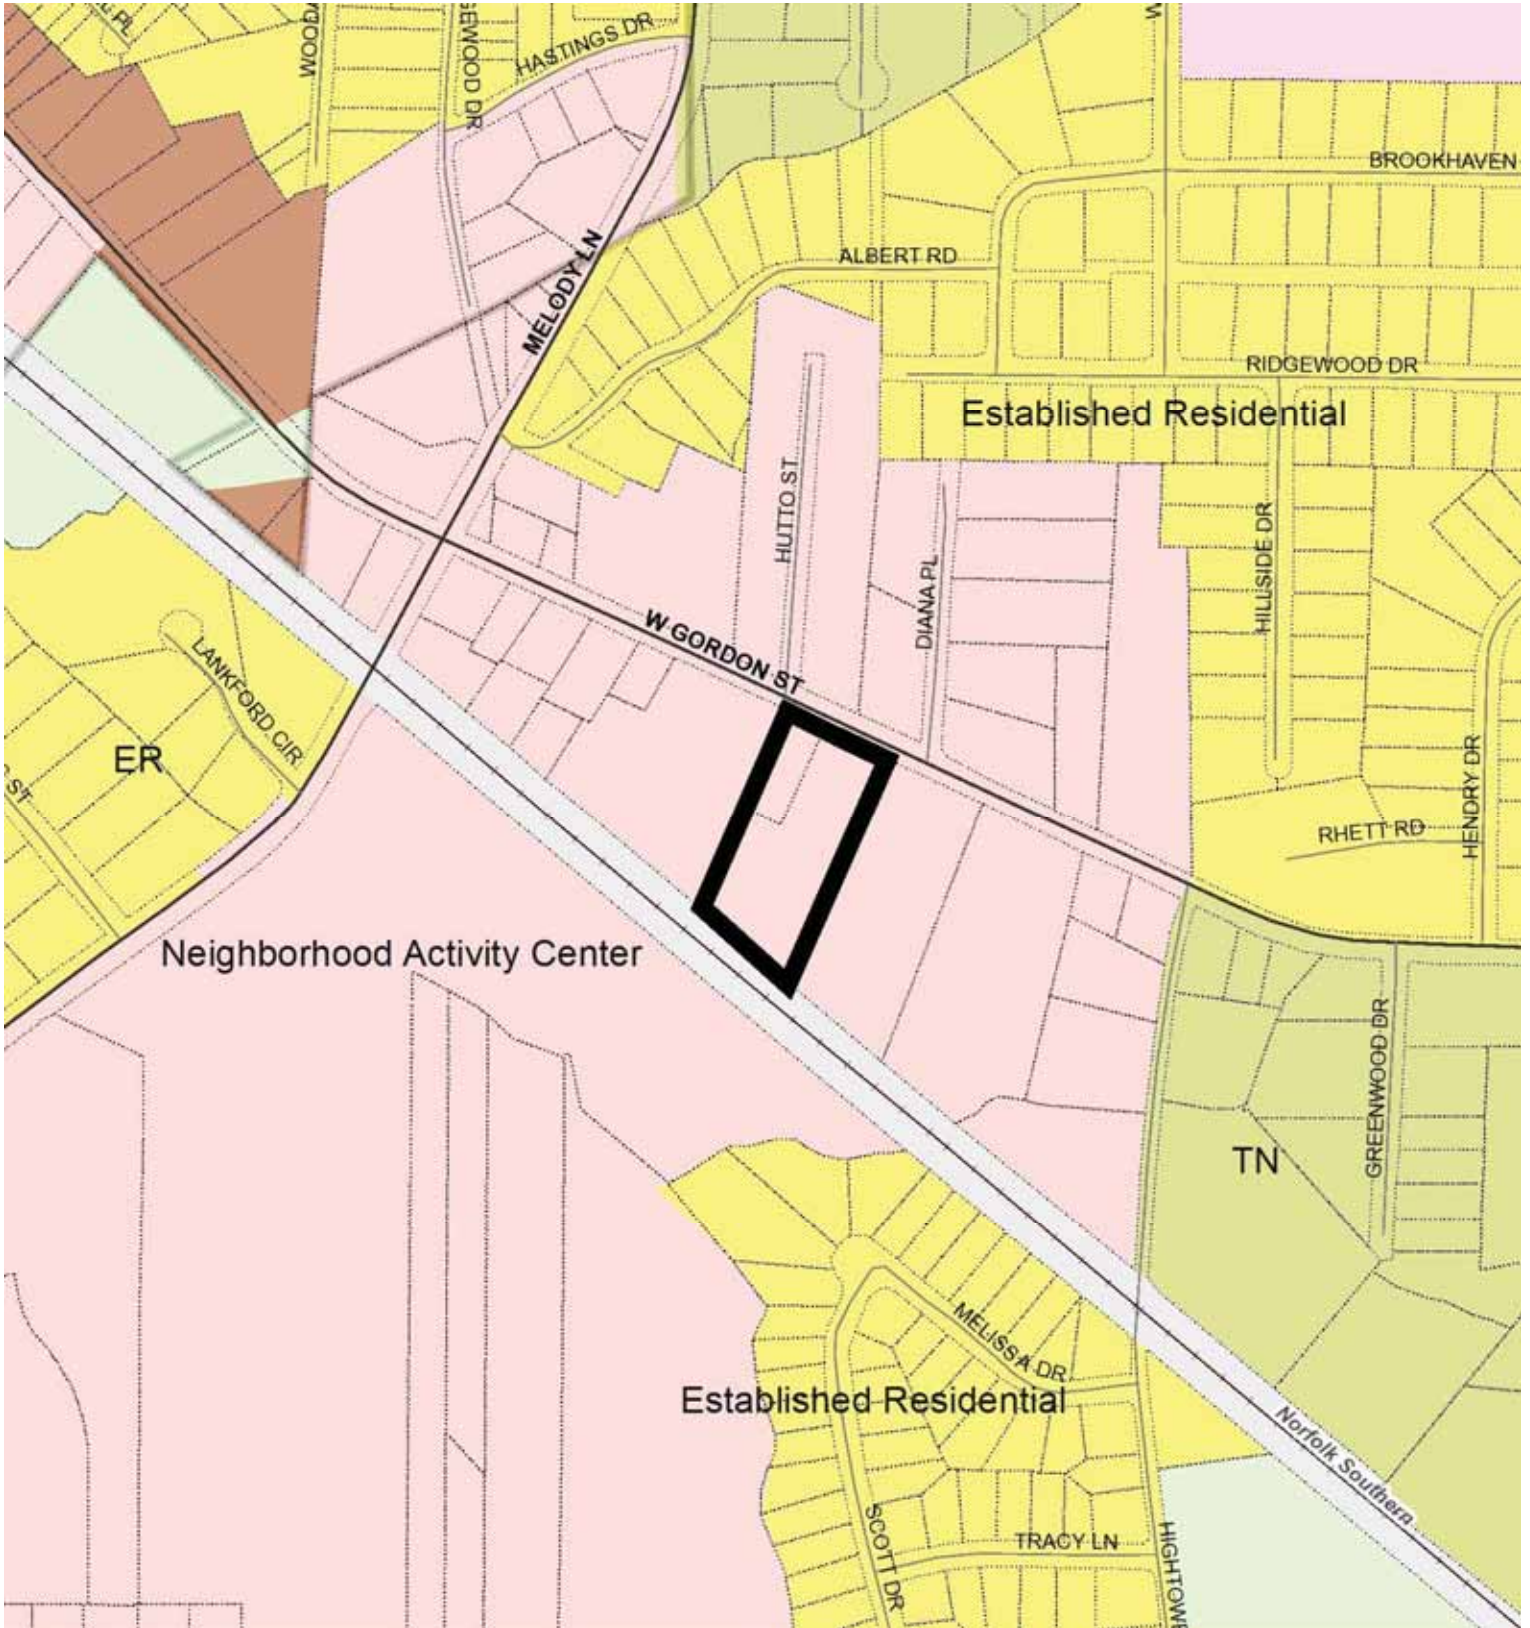 HASTINGS DR
BROOKHAVEN
ALBERT RD
MELODY LN
RIDGEWOOD DR
Established Residential
HUTTO ST
HILLSIDE DR
DIANA PL
W GORDON ST
LANKFORD CIR
ER
ST
HENDRY DR
RHETT RD
Neighborhood Activity Center
GREENWOOD DR
TN
MELISSA DR
Established Residential
Norfolk Southern
SCOTT DR
TRACY LN